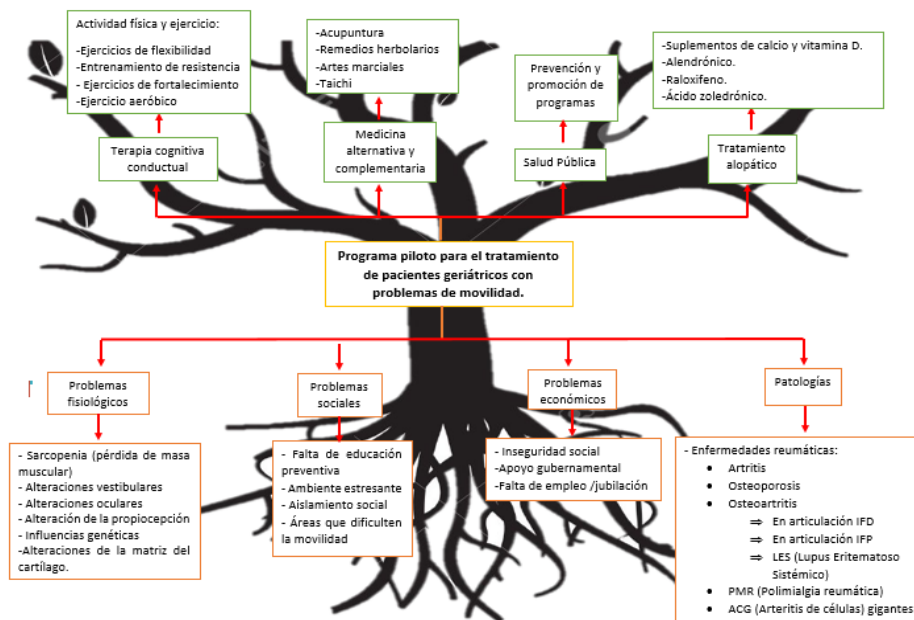 Actividad física y ejercicio:
-Ejercicios de flexibilidad
-Entrenamiento de resistencia
- Ejercicios de fortalecimiento
-Ejercicio aeróbico
-Acupuntura
-Remedios herbolarios
-Artes marciales
-Taichi
Prevención y
promoción de
programas
-Suplementos de calcio y vitamina D.
-Alendrónico.
-Raloxifeno.
-Ácido zoledrónico.
Terapia cognitiva
conductual
Medicina
alternativa y
complementaria
Salud Pública
Tratamiento
alopático
Programa piloto para el tratamiento
de pacientes geriátricos con
problemas de movilidad.
Problemas
fisiológicos
Problemas
sociales
Problemas
económicos
Patologías
- Sarcopenia (pérdida de masa
muscular)
- Alteraciones vestibulares
- Alteraciones oculares
- Alteración de la propiocepción
- Influencias genéticas
-Alteraciones de la matriz del
cartílago.
- Falta de educación
preventiva
- Ambiente estresante
- Aislamiento social
- Áreas que dificulten
la movilidad
- Inseguridad social
- Apoyo gubernamental
-Falta de empleo /jubilación)
- Enfermedades reumáticas:
• Artritis
• Osteoporosis
• Osteoartritis
⇒ En articulación IFD
⇒ En articulación IFP
⇒ LES (Lupus Eritematoso
Sistémico)
• PMR (Polimialgia reumática)
• ACG (Arteritis de células) gigantes